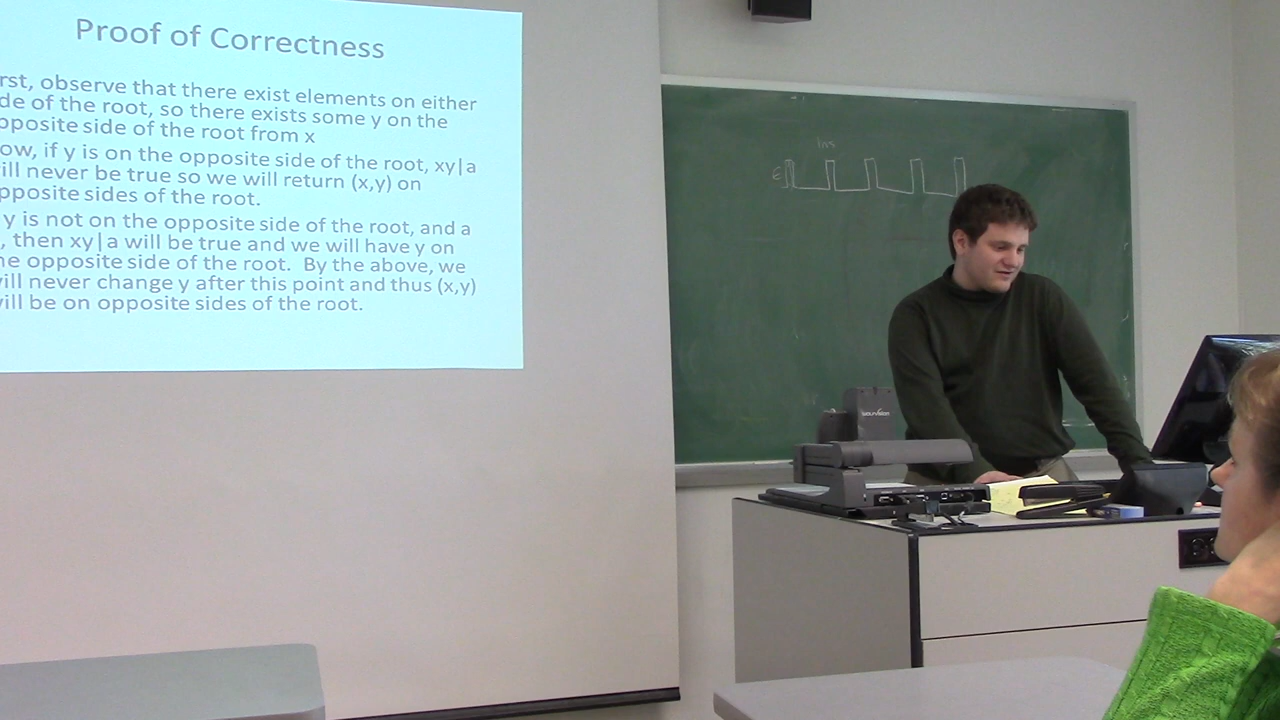 Proof of Correctness
rst, observe that there exist elements on either
de of the root, so there exists some y on the
pposite side of the root from x
ow, if y is on the opposite side of the root, xy|a
ill never be true so we will return (x,y) on
pposite sides of the root.
y is not on the opposite side of the root, and a
, then xy|a will be true and we will have y on
he opposite side of the root. By the above, we
ill never change y after this point and thus (x,y)
ill be on opposite sides of the root.
wolfvision